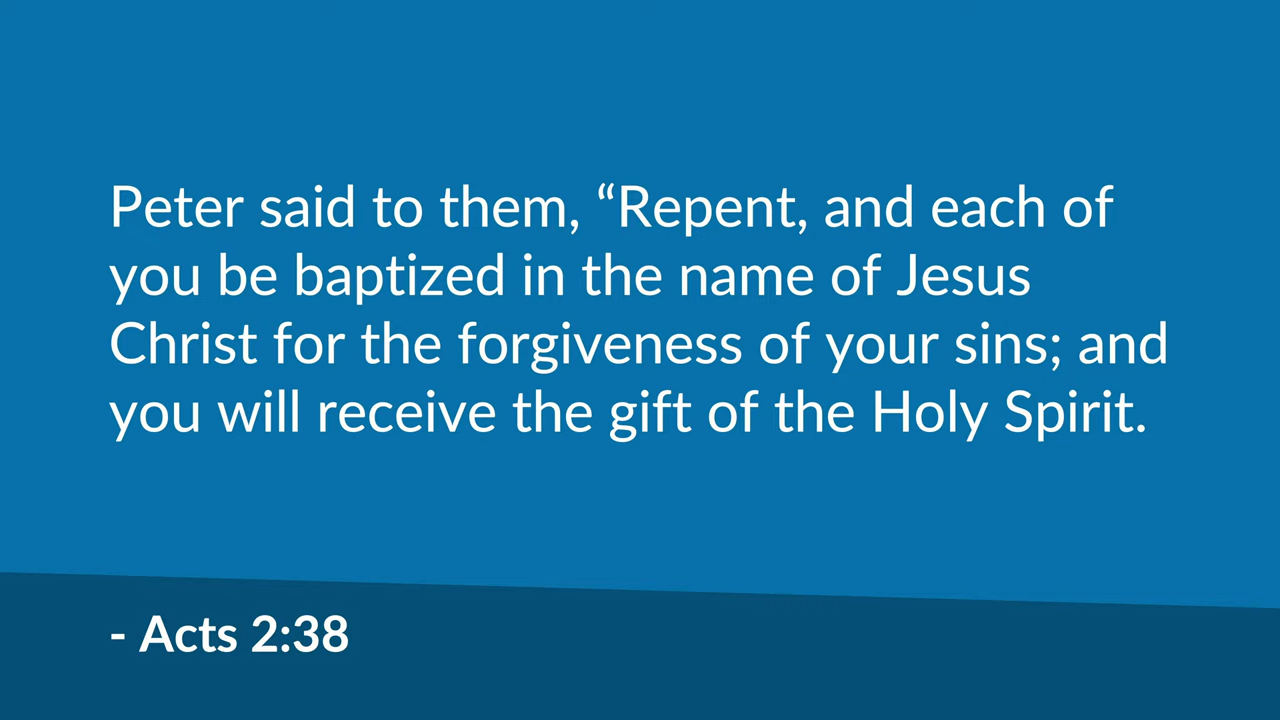 Peter said to them, “Repent, and each of
you be baptized in the name of Jesus
Christ for the forgiveness of your sins; and
you will receive the gift of the Holy Spirit.
- Acts 2:38